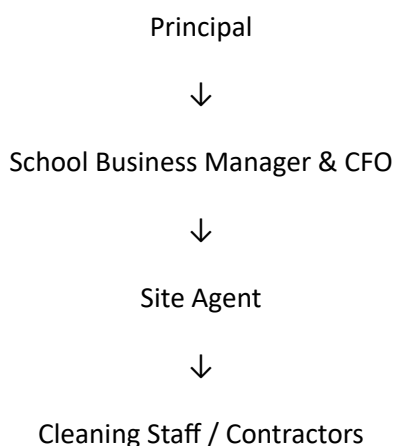 Principal
↓
School Business Manager & CFO
↓
Site Agent
↓
Cleaning Staff / Contractors